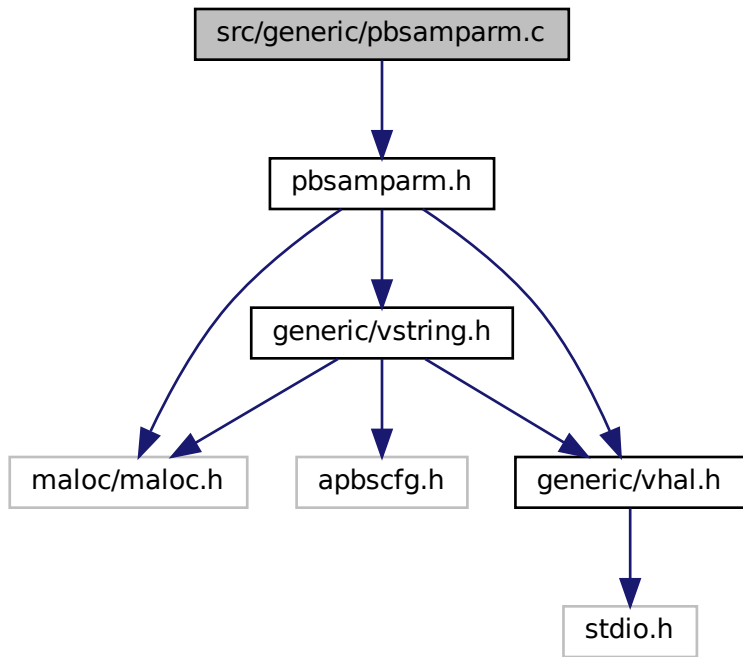 src/generic/pbsamparm.c
pbsamparm.h
generic/vstring.h
maloc/maloc.h
apbscfg.h
generic/vhal.h
stdio.h